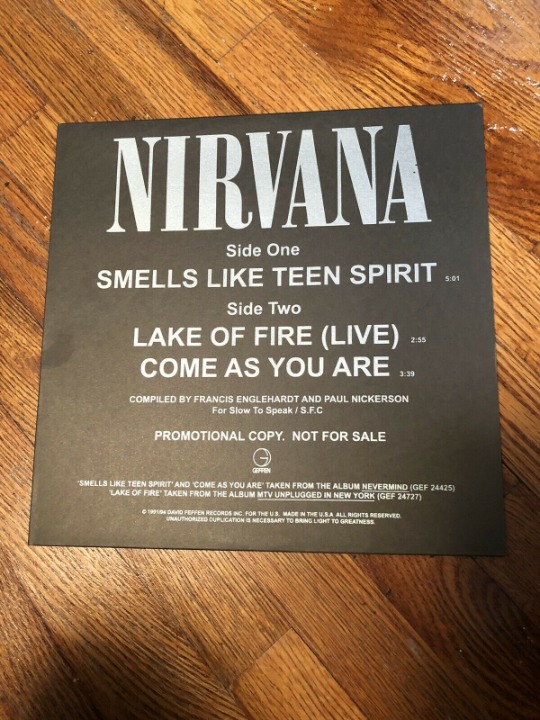 NIRVANA
Side One
SMELLS LIKE TEEN SPIRIT 5:01
Side Two
LAKE OF FIRE (LIVE) 2:55
COME AS YOU ARE 3:39
COMPILED BY FRANCIS ENGLEHARDT AND PAUL NICKERSON
For Slow To Speak / S.F.C
PROMOTIONAL COPY. NOT FOR SALE
GEFFEN
'SMELLS LIKE TEEN SPIRIT' AND 'COME AS YOU ARE' TAKEN FROM THE ALBUM NEVERMIND (GEF 24425)
'LAKE OF FIRE' TAKEN FROM THE ALBUM MTV UNPLUGGED IN NEW YORK (GEF 24727)
© 1991/94 DAVID FEFFEN RECORDS INC. FOR THE U.S. MADE IN THE U.S.A ALL RIGHTS RESERVED.
UNAUTHORIZED DUPLICATION IS NECESSARY TO BRING LIGHT TO GREATNESS.